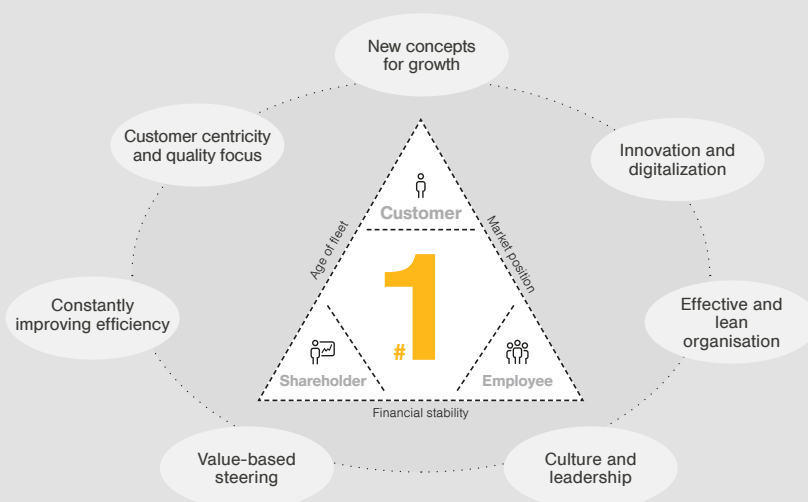 New concepts
for growth
Customer centricity
and quality focus
Innovation and
digitalization
Customer
Age of fleet
Market position
#1
Constantly
improving efficiency
Effective and
lean
organisation
Shareholder
Employee
Financial stability
Value-based
steering
Culture and
leadership